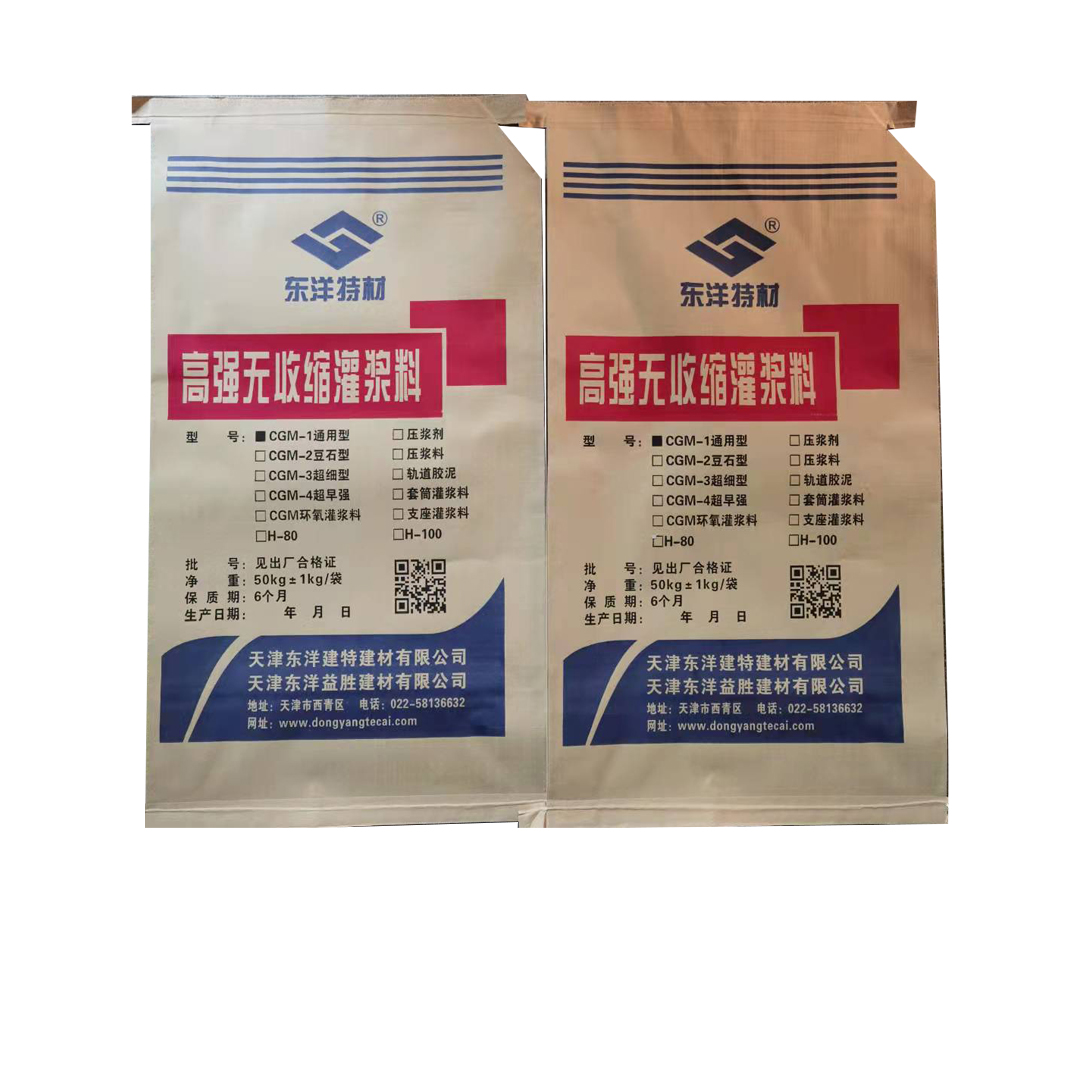 ®
东洋特材
高强无收缩灌浆料
型 号: ■CGM-1通用型 □压浆剂
□CGM-2豆石型 □压浆料
□CGM-3超细型 □轨道胶泥
□CGM-4超早强 □套筒灌浆料
□CGM环氧灌浆料 □支座灌浆料
□H-80 □H-100
批 号: 见出厂合格证
净 重: 50kg±1kg/袋
保 质 期: 6个月
生产日期: 年 月 日
天津东洋建特建材有限公司
天津东洋益胜建材有限公司
地址: 天津市西青区 电话: 022-58136632
网址: www.dongyangtecai.com
®
东洋特材
高强无收缩灌浆料
型 号: ■CGM-1通用型 □压浆剂
□CGM-2豆石型 □压浆料
□CGM-3超细型 □轨道胶泥
□CGM-4超早强 □套筒灌浆料
□CGM环氧灌浆料 □支座灌浆料
□H-80 □H-100
批 号: 见出厂合格证
净 重: 50kg±1kg/袋
保 质 期: 6个月
生产日期: 年 月 日
天津东洋建特建材有限公司
天津东洋益胜建材有限公司
地址: 天津市西青区 电话: 022-58136632
网址: www.dongyangtecai.com